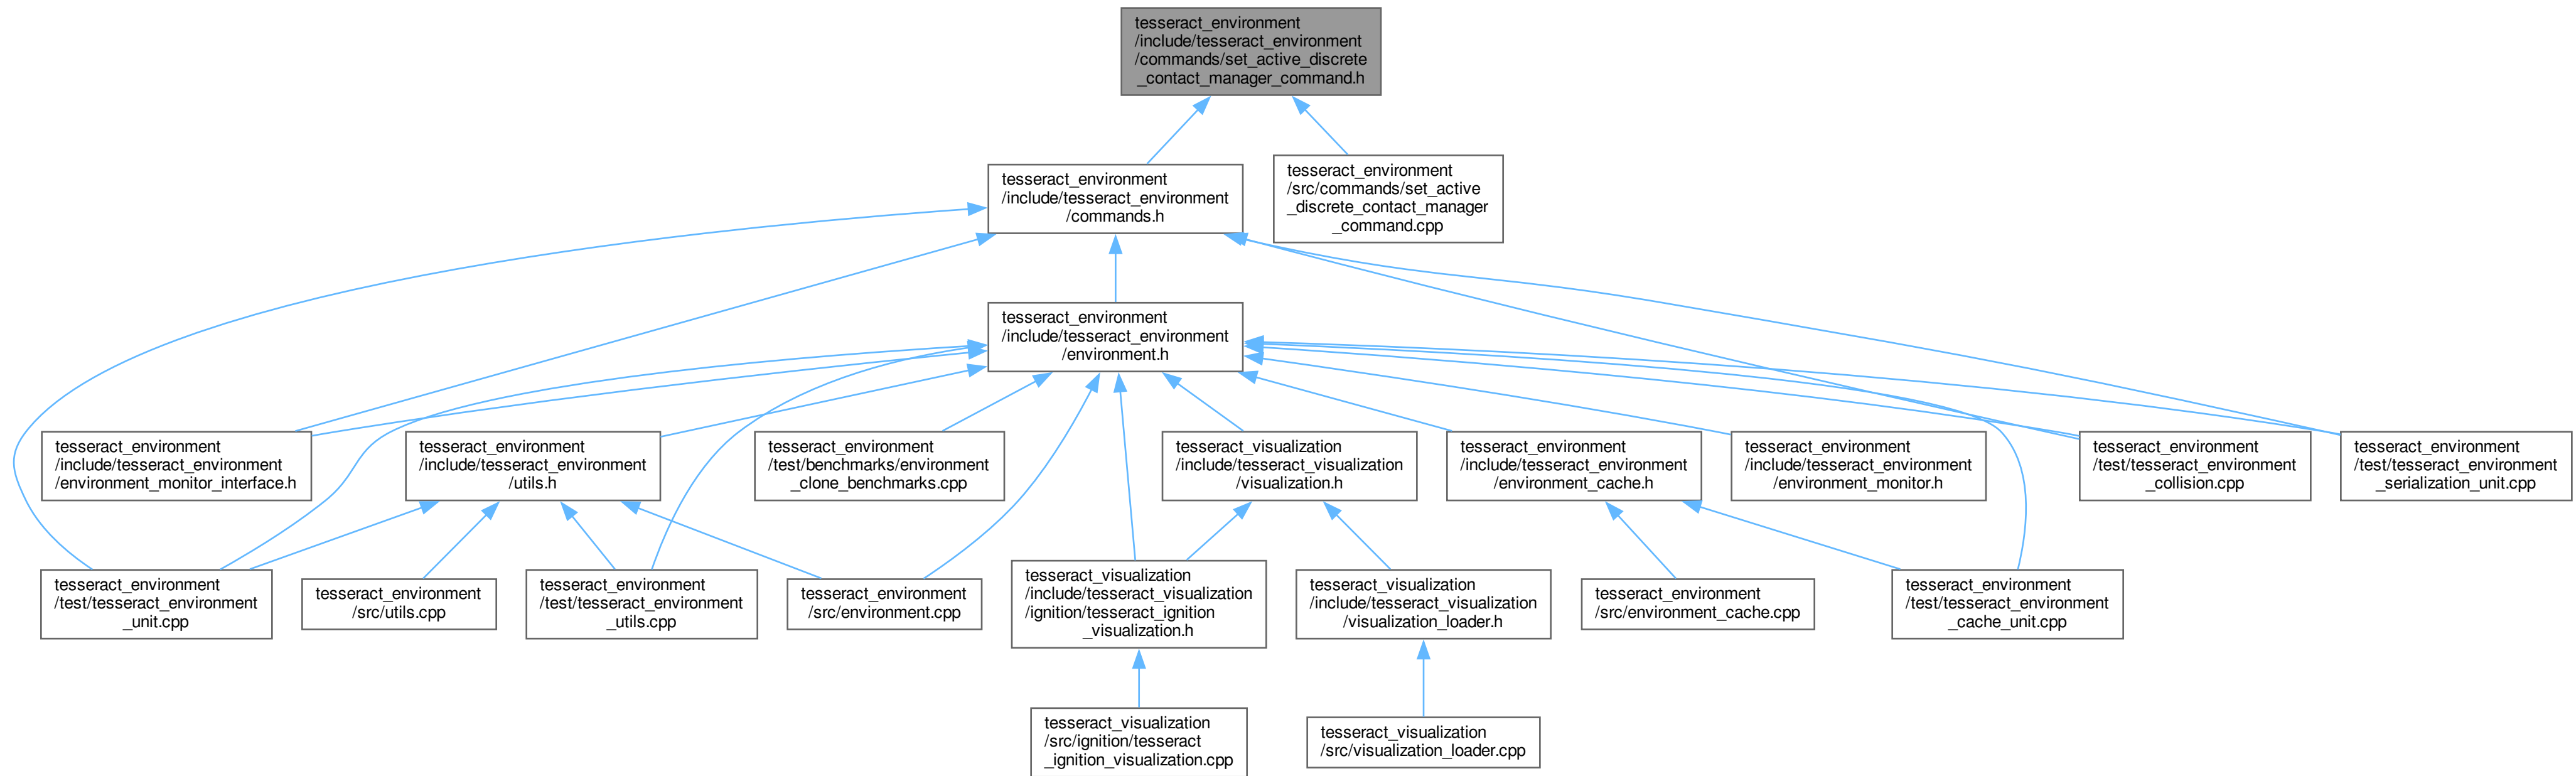 tesseract_environment
/include/tesseract_environment
/commands/set_active_discrete
_contact_manager_command.h
tesseract_environment
/include/tesseract_environment
/commands.h
tesseract_environment
/src/commands/set_active
_discrete_contact_manager
_command.cpp
tesseract_environment
/include/tesseract_environment
/environment.h
tesseract_environment
/include/tesseract_environment
/environment_monitor_interface.h
tesseract_environment
/include/tesseract_environment
/utils.h
tesseract_environment
/test/benchmarks/environment
_clone_benchmarks.cpp
tesseract_visualization
/include/tesseract_visualization
/visualization.h
tesseract_environment
/include/tesseract_environment
/environment_cache.h
tesseract_environment
/include/tesseract_environment
/environment_monitor.h
tesseract_environment
/test/tesseract_environment
_collision.cpp
tesseract_environment
/test/tesseract_environment
_serialization_unit.cpp
tesseract_environment
/test/tesseract_environment
_unit.cpp
tesseract_environment
/src/utils.cpp
tesseract_environment
/test/tesseract_environment
_utils.cpp
tesseract_environment
/src/environment.cpp
tesseract_visualization
/include/tesseract_visualization
/ignition/tesseract_ignition
_visualization.h
tesseract_visualization
/include/tesseract_visualization
/visualization_loader.h
tesseract_environment
/src/environment_cache.cpp
tesseract_environment
/test/tesseract_environment
_cache_unit.cpp
tesseract_visualization
/src/ignition/tesseract
_ignition_visualization.cpp
tesseract_visualization
/src/visualization_loader.cpp